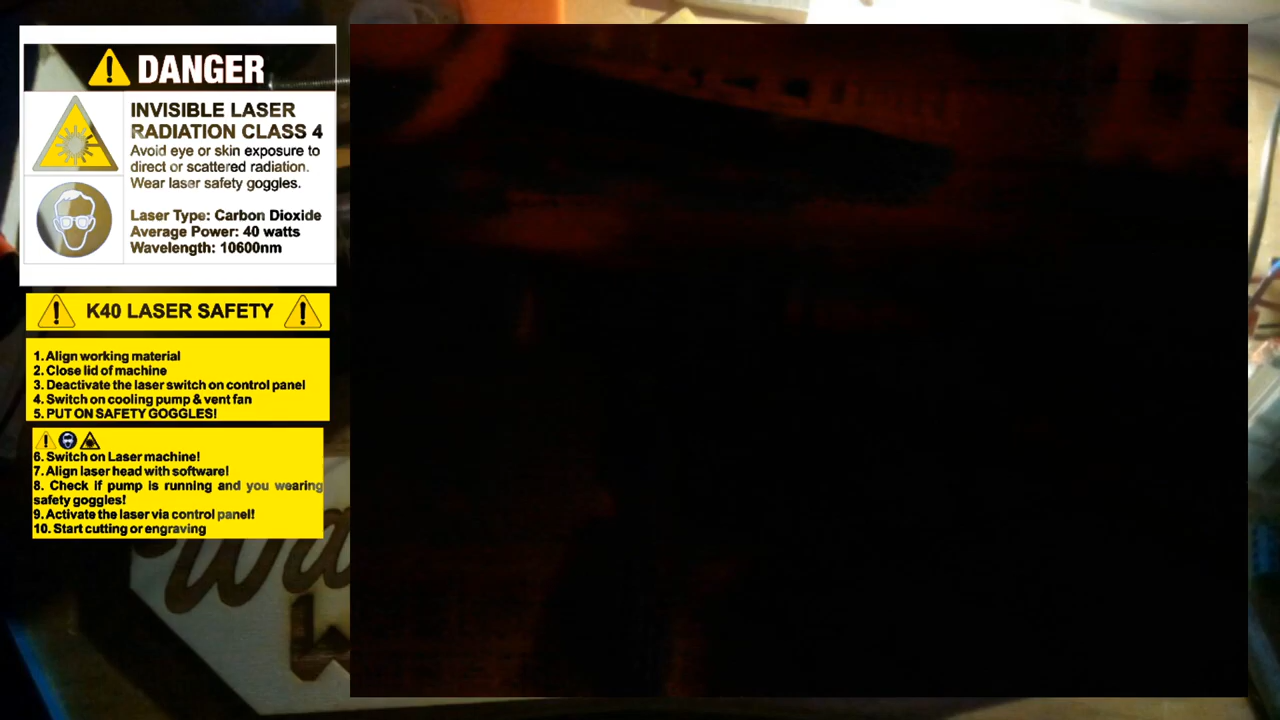 DANGER
INVISIBLE LASER
RADIATION CLASS 4
Avoid eye or skin exposure to
direct or scattered radiation.
Wear laser safety goggles.
Laser Type: Carbon Dioxide
Average Power: 40 watts
Wavelength: 10600nm
K40 LASER SAFETY
1. Align working material
2. Close lid of machine
3. Deactivate the laser switch on control panel
4. Switch on cooling pump & vent fan
5. PUT ON SAFETY GOGGLES!
6. Switch on Laser machine!
7. Align laser head with software!
8. Check if pump is running and you wearing
safety goggles!
9. Activate the laser via control panel!
10. Start cutting or engraving